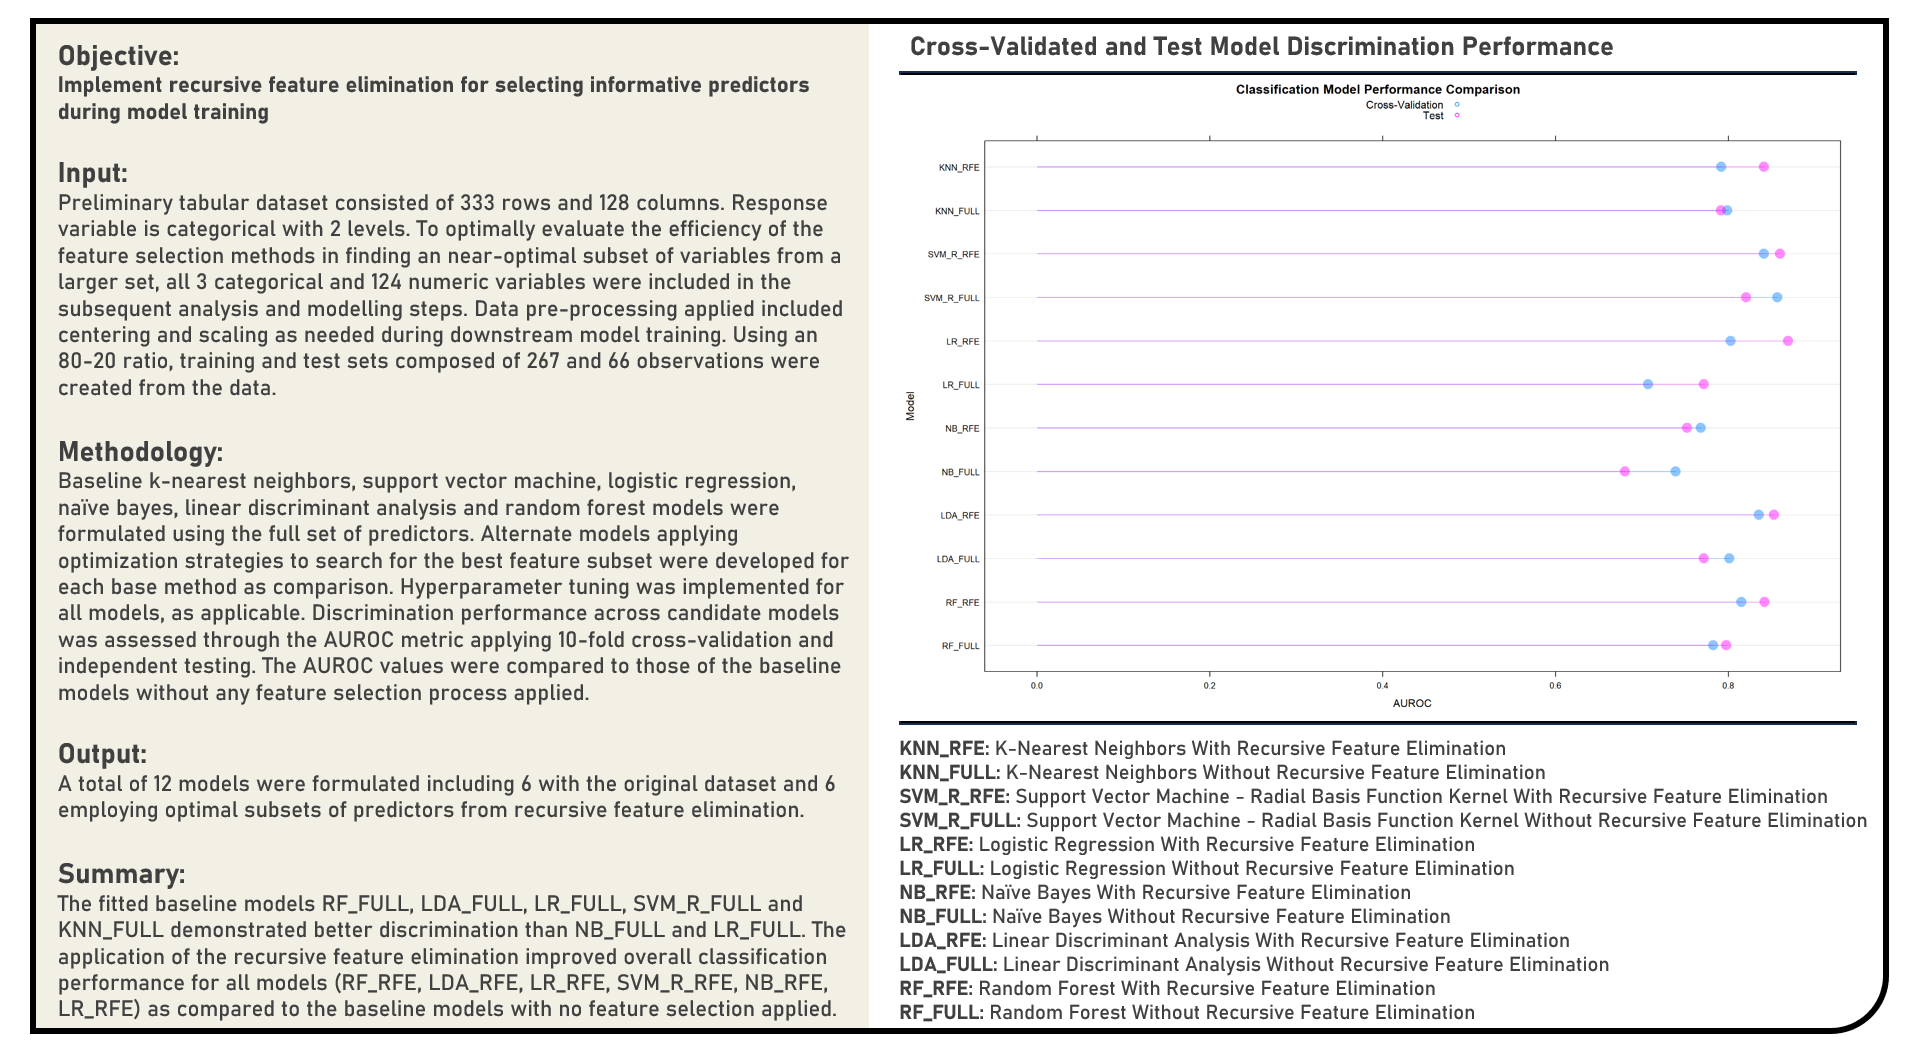 Objective:
Implement recursive feature elimination for selecting informative predictors
during model training
Input:
Preliminary tabular dataset consisted of 333 rows and 128 columns. Response
variable is categorical with 2 levels. To optimally evaluate the efficiency of the
feature selection methods in finding an near-optimal subset of variables from a
larger set, all 3 categorical and 124 numeric variables were included in the
subsequent analysis and modelling steps. Data pre-processing applied included
centering and scaling as needed during downstream model training. Using an
80-20 ratio, training and test sets composed of 267 and 66 observations were
created from the data.
Methodology:
Baseline k-nearest neighbors, support vector machine, logistic regression,
naïve bayes, linear discriminant analysis and random forest models were
formulated using the full set of predictors. Alternate models applying
optimization strategies to search for the best feature subset were developed for
each base method as comparison. Hyperparameter tuning was implemented for
all models, as applicable. Discrimination performance across candidate models
was assessed through the AUROC metric applying 10-fold cross-validation and
independent testing. The AUROC values were compared to those of the baseline
models without any feature selection process applied.
Output:
A total of 12 models were formulated including 6 with the original dataset and 6
employing optimal subsets of predictors from recursive feature elimination.
Summary:
The fitted baseline models RF_FULL, LDA_FULL, LR_FULL, SVM_R_FULL and
KNN_FULL demonstrated better discrimination than NB_FULL and LR_FULL. The
application of the recursive feature elimination improved overall classification
performance for all models (RF_RFE, LDA_RFE, LR_RFE, SVM_R_RFE, NB_RFE,
LR_RFE) as compared to the baseline models with no feature selection applied.
Cross-Validated and Test Model Discrimination Performance
Classification Model Performance Comparison
Cross-Validation
Test
KNN_RFE
KNN_FULL
SVM_R_RFE
SVM_R_FULL
LR_RFE
LR_FULL
NB_RFE
NB_FULL
LDA_RFE
LDA_FULL
RF_RFE
RF_FULL
Model
0.0 0.2 0.4 0.6 0.8
AUROC
KNN_RFE: K-Nearest Neighbors With Recursive Feature Elimination
KNN_FULL: K-Nearest Neighbors Without Recursive Feature Elimination
SVM_R_RFE: Support Vector Machine - Radial Basis Function Kernel With Recursive Feature Elimination
SVM_R_FULL: Support Vector Machine - Radial Basis Function Kernel Without Recursive Feature Elimination
LR_RFE: Logistic Regression With Recursive Feature Elimination
LR_FULL: Logistic Regression Without Recursive Feature Elimination
NB_RFE: Naïve Bayes With Recursive Feature Elimination
NB_FULL: Naïve Bayes Without Recursive Feature Elimination
LDA_RFE: Linear Discriminant Analysis With Recursive Feature Elimination
LDA_FULL: Linear Discriminant Analysis Without Recursive Feature Elimination
RF_RFE: Random Forest With Recursive Feature Elimination
RF_FULL: Random Forest Without Recursive Feature Elimination